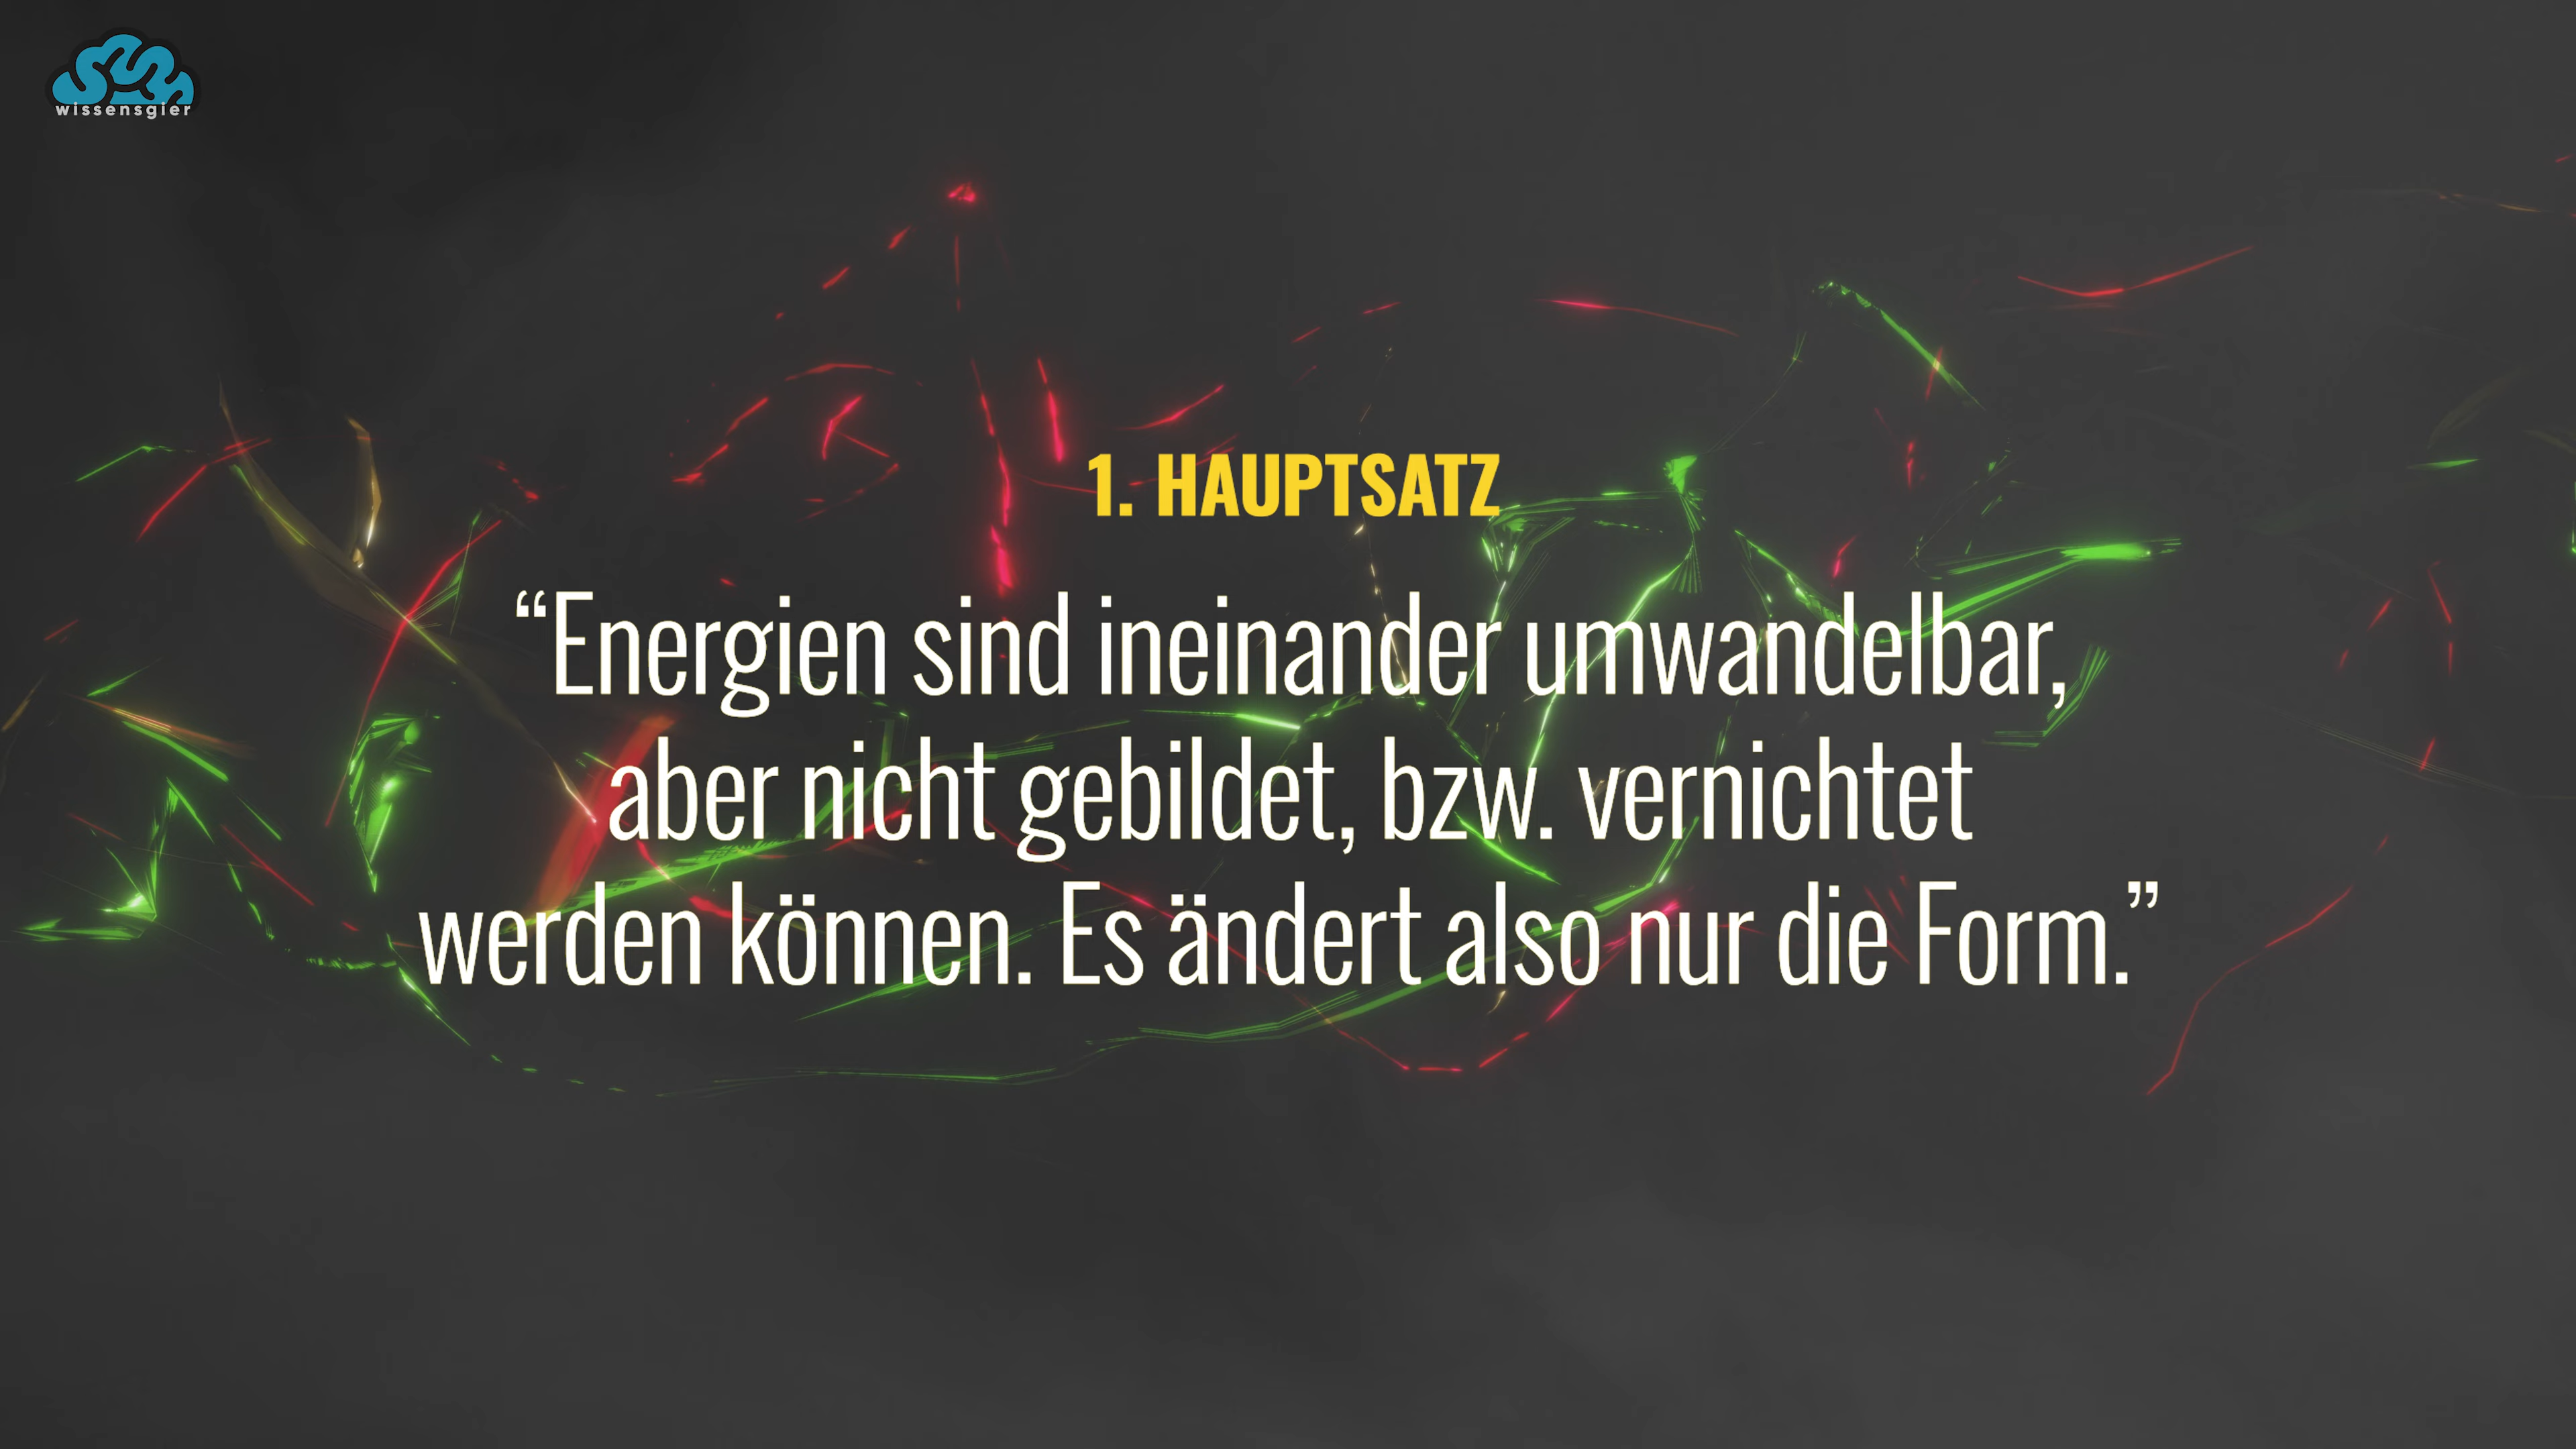 wissensgier
1. HAUPTSATZ
“Energien sind ineinander umwandelbar,
aber nicht gebildet, bzw. vernichtet
werden können. Es ändert also nur die Form.”